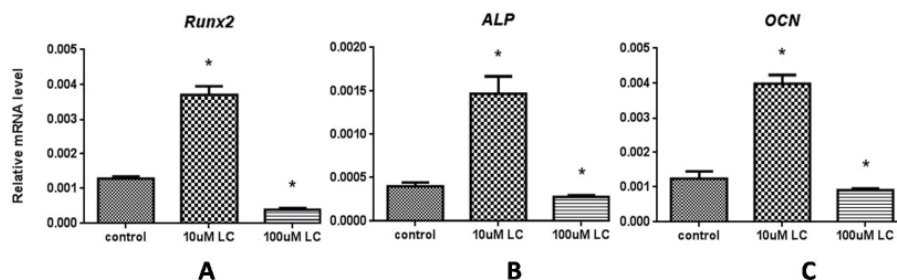 Runx2
Relative mRNA level
0.005
0.004
0.003
0.002
0.001
0.000
*
*
control 10uM LC 100uM LC
A
ALP
0.0020
0.0015
0.0010
0.0005
0.0000
*
*
control 10uM LC 100uM LC
B
OCN
0.005
0.004
0.003
0.002
0.001
0.000
*
*
control 10uM LC 100uM LC
C